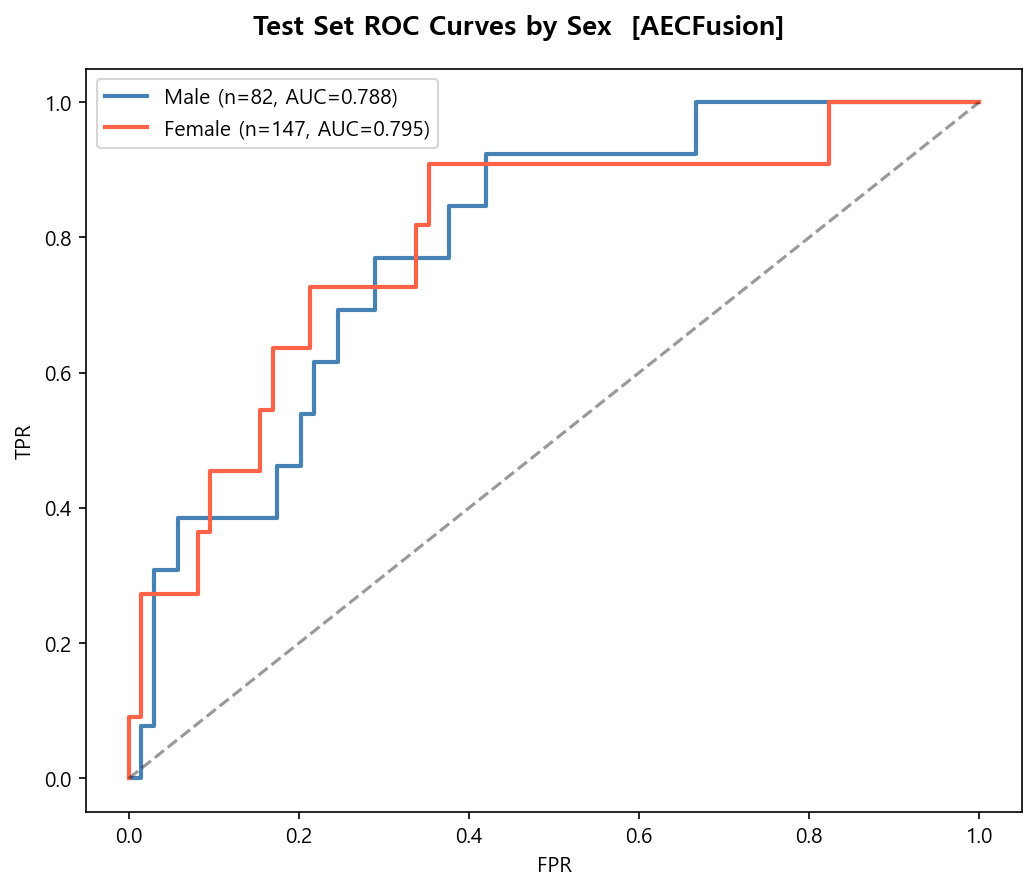 Test Set ROC Curves by Sex  [AECFusion]
Male (n=82, AUC=0.788)
Female (n=147, AUC=0.795)
TPR
1.0
0.8
0.6
0.4
0.2
0.0
0.0 0.2 0.4 0.6 0.8 1.0
FPR